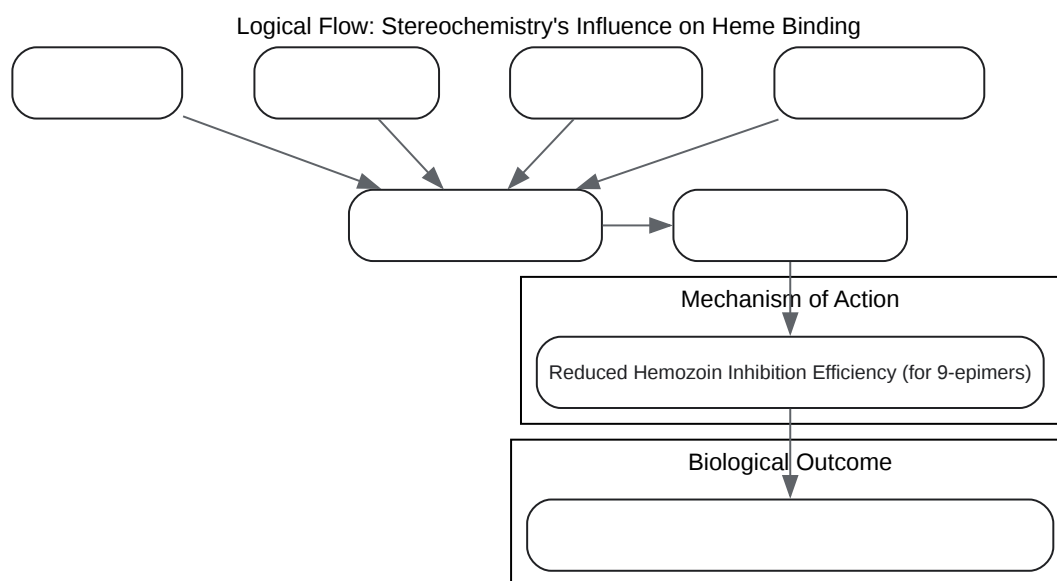 Logical Flow: Stereochemistry's Influence on Heme Binding
Mechanism of Action
Reduced Hemozoin Inhibition Efficiency (for 9-epimers)
Biological Outcome